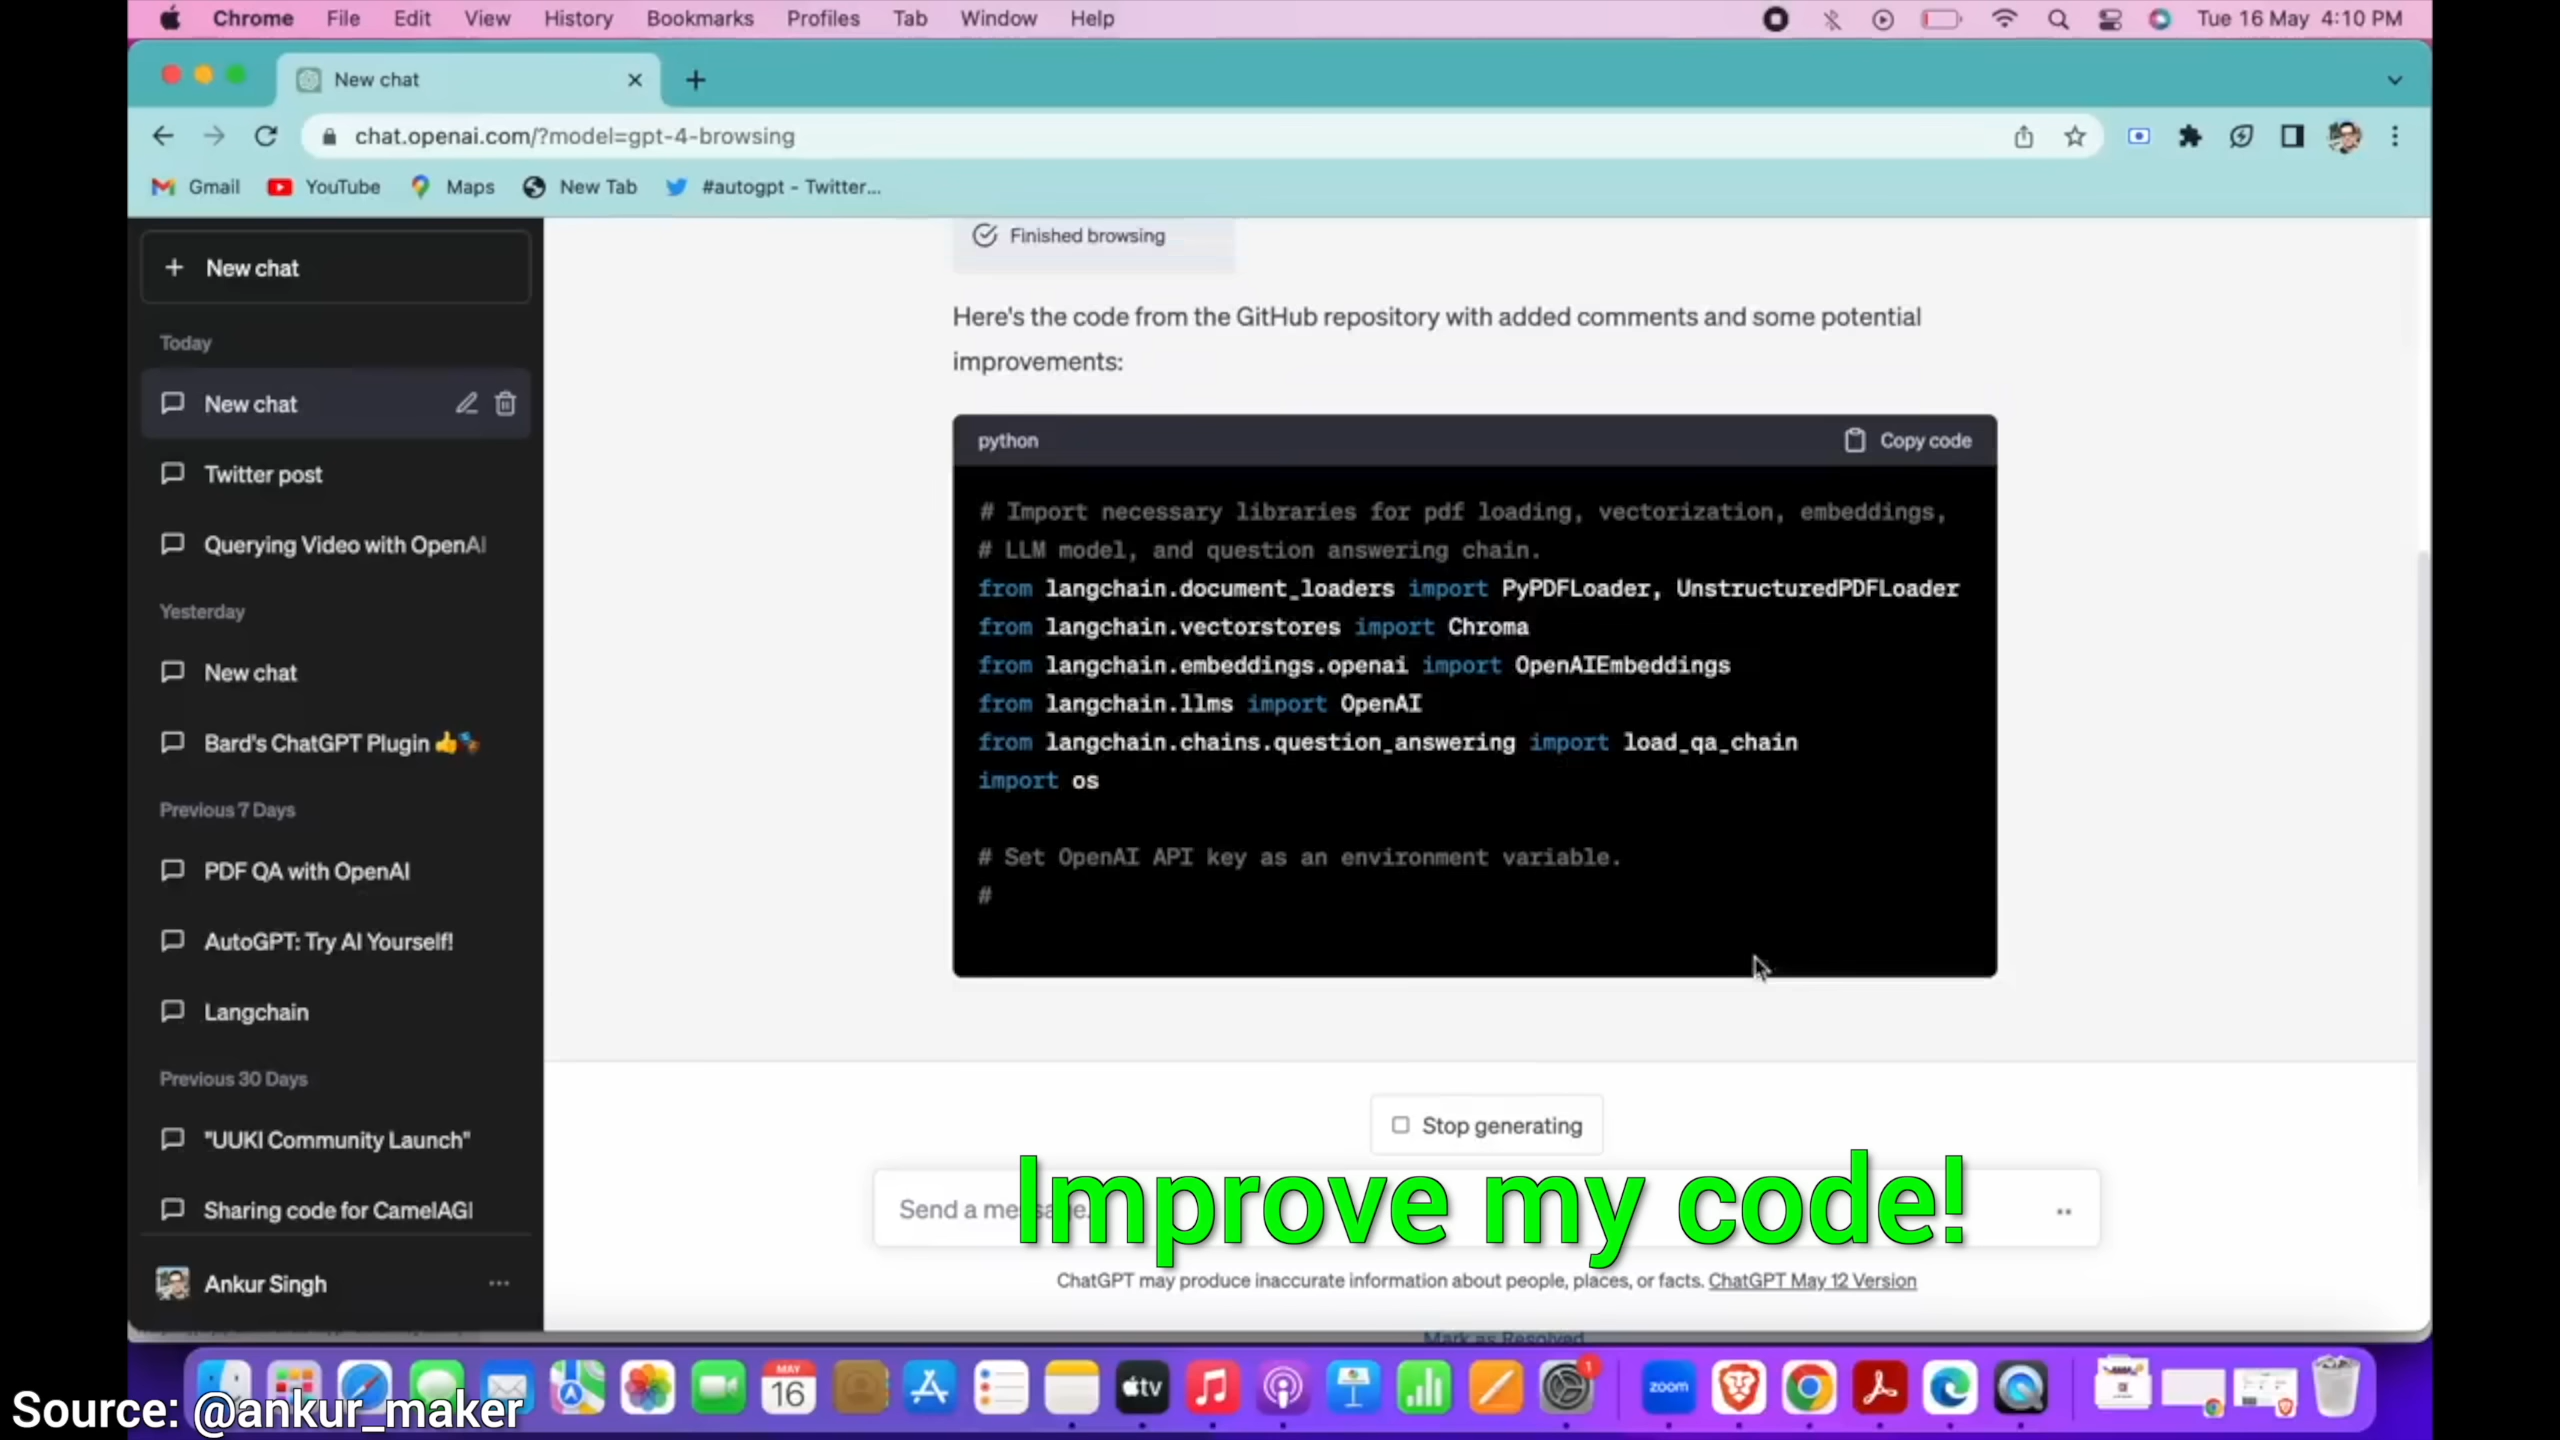 Chrome File Edit View History Bookmarks Profiles Tab Window Help Tue 16 May 4:10 PM
New chat
chat.openai.com/?model=gpt-4-browsing
Gmail YouTube Maps New Tab #autogpt - Twitter...
New chat
Today
New chat
Twitter post
Querying Video with OpenAI
Yesterday
New chat
Bard's ChatGPT Plugin 👍
Previous 7 Days
PDF QA with OpenAI
AutoGPT: Try AI Yourself!
Langchain
Previous 30 Days
"UUKI Community Launch"
Sharing code for CamelAGI
Ankur Singh
Finished browsing
Here's the code from the GitHub repository with added comments and some potential
improvements:
python Copy code
# Import necessary libraries for pdf loading, vectorization, embeddings,
# LLM model, and question answering chain.
from langchain.document_loaders import PyPDFLoader, UnstructuredPDFLoader
from langchain.vectorstores import Chroma
from langchain.embeddings.openai import OpenAIEmbeddings
from langchain.llms import OpenAI
from langchain.chains.question_answering import load_qa_chain
import os
# Set OpenAI API key as an environment variable.
#
Stop generating
Send a message.
Improve my code!
ChatGPT may produce inaccurate information about people, places, or facts. ChatGPT May 12 Version
Mark as Resolved
MAY
16
tv
1
zoom
Source: @ankur_maker